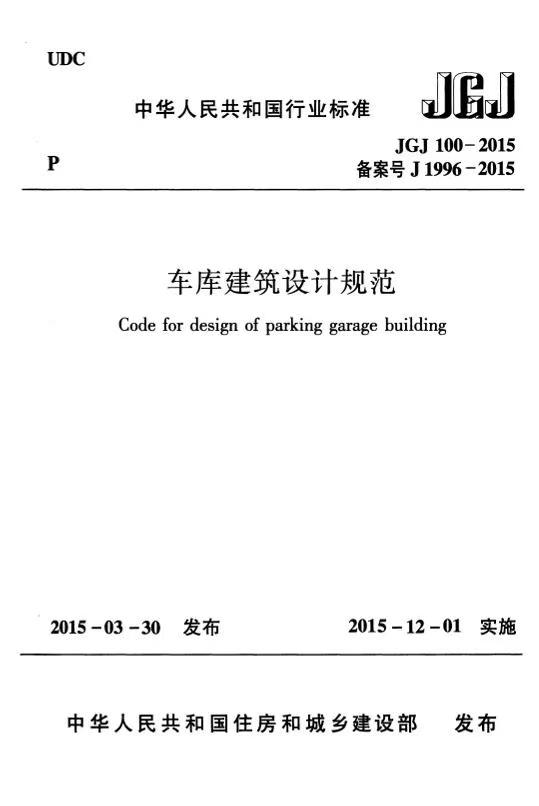 UDC
中华人民共和国行业标准
JGJ
JGJ 100-2015
P
备案号 J 1996-2015
车库建筑设计规范
Code for design of parking garage building
2015-03-30 发布
2015-12-01 实施
中华人民共和国住房和城乡建设部 发布